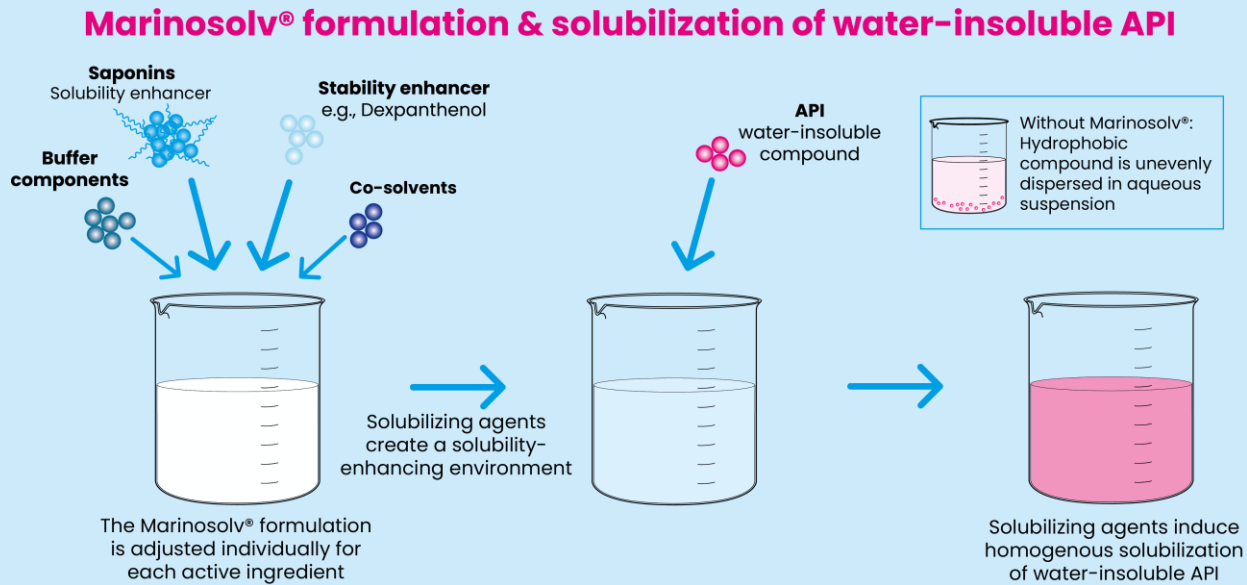 Marinosolv® formulation & solubilization of water-insoluble API
Saponins
Solubility enhancer
Stability enhancer
e.g., Dexpanthenol
Buffer
components
Co-solvents
API
water-insoluble
compound
Without Marinosolv®:
Hydrophobic
compound is unevenly
dispersed in aqueous
suspension
Solubilizing agents
create a solubility-
enhancing environment
The Marinosolv® formulation
is adjusted individually for
each active ingredient
Solubilizing agents induce
homogenous solubilization
of water-insoluble API